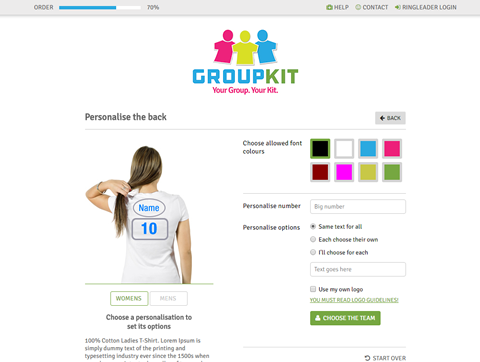 ORDER 70% HELP CONTACT RINGLEADER LOGIN
GROUPKIT
Your Group. Your Kit.
Personalise the back
BACK
Choose allowed font
colours
Name
10
Personalise number Big number
Personalise options Same text for all
Each choose their own
I'll choose for each
Text goes here
Use my own logo
YOU MUST READ LOGO GUIDELINES!
CHOOSE THE TEAM
WOMENS MENS
Choose a personalisation to
set its options
100% Cotton Ladies T-Shirt. Lorem Ipsum is
simply dummy text of the printing and
typesetting industry ever since the 1500s when
START OVER